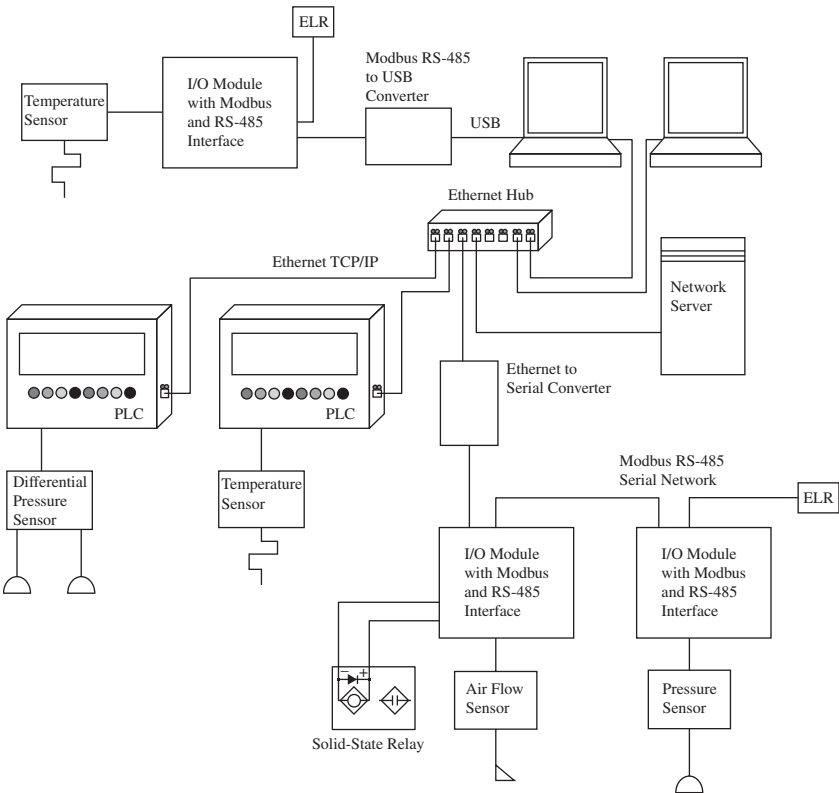 ELR
Modbus RS-485
to USB
Converter
I/O Module
with Modbus
and RS-485
Interface
Temperature
Sensor
USB
Ethernet Hub
Ethernet TCP/IP
Network
Server
Ethernet to
Serial Converter
PLC
PLC
Differential
Pressure
Sensor
Temperature
Sensor
Modbus RS-485
Serial Network
ELR
I/O Module
with Modbus
and RS-485
Interface
I/O Module
with Modbus
and RS-485
Interface
− +
Air Flow
Sensor
Pressure
Sensor
Solid-State Relay